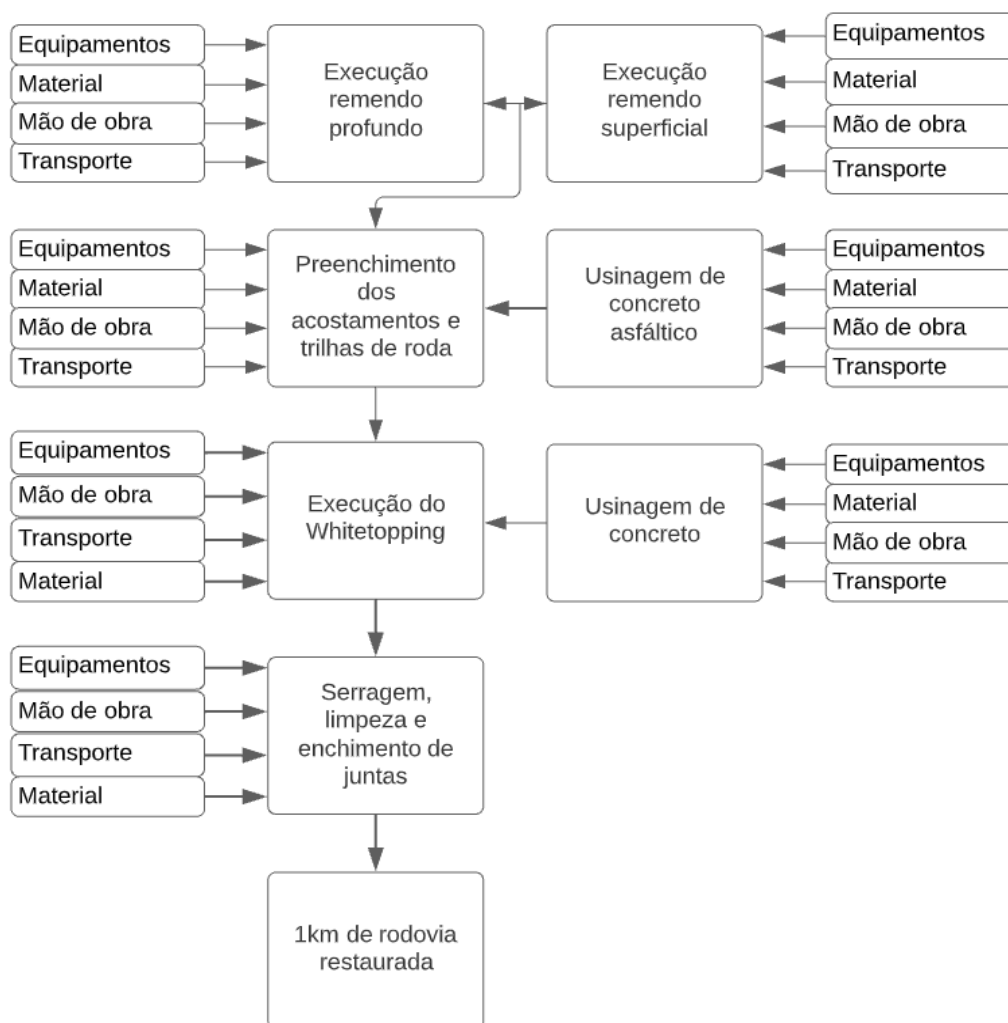 Equipamentos
Material
Mão de obra
Transporte
Execução
remendo
profundo
Execução
remendo
superficial
Equipamentos
Material
Mão de obra
Transporte
Equipamentos
Material
Mão de obra
Transporte
Preenchimento
dos
acostamentos e
trilhas de roda
Usinagem de
concreto
asfáltico
Equipamentos
Material
Mão de obra
Transporte
Equipamentos
Mão de obra
Transporte
Material
Execução do
Whitetopping
Usinagem de
concreto
Equipamentos
Material
Mão de obra
Transporte
Equipamentos
Mão de obra
Transporte
Material
Serragem,
limpeza e
enchimento de
juntas
1km de rodovia
restaurada